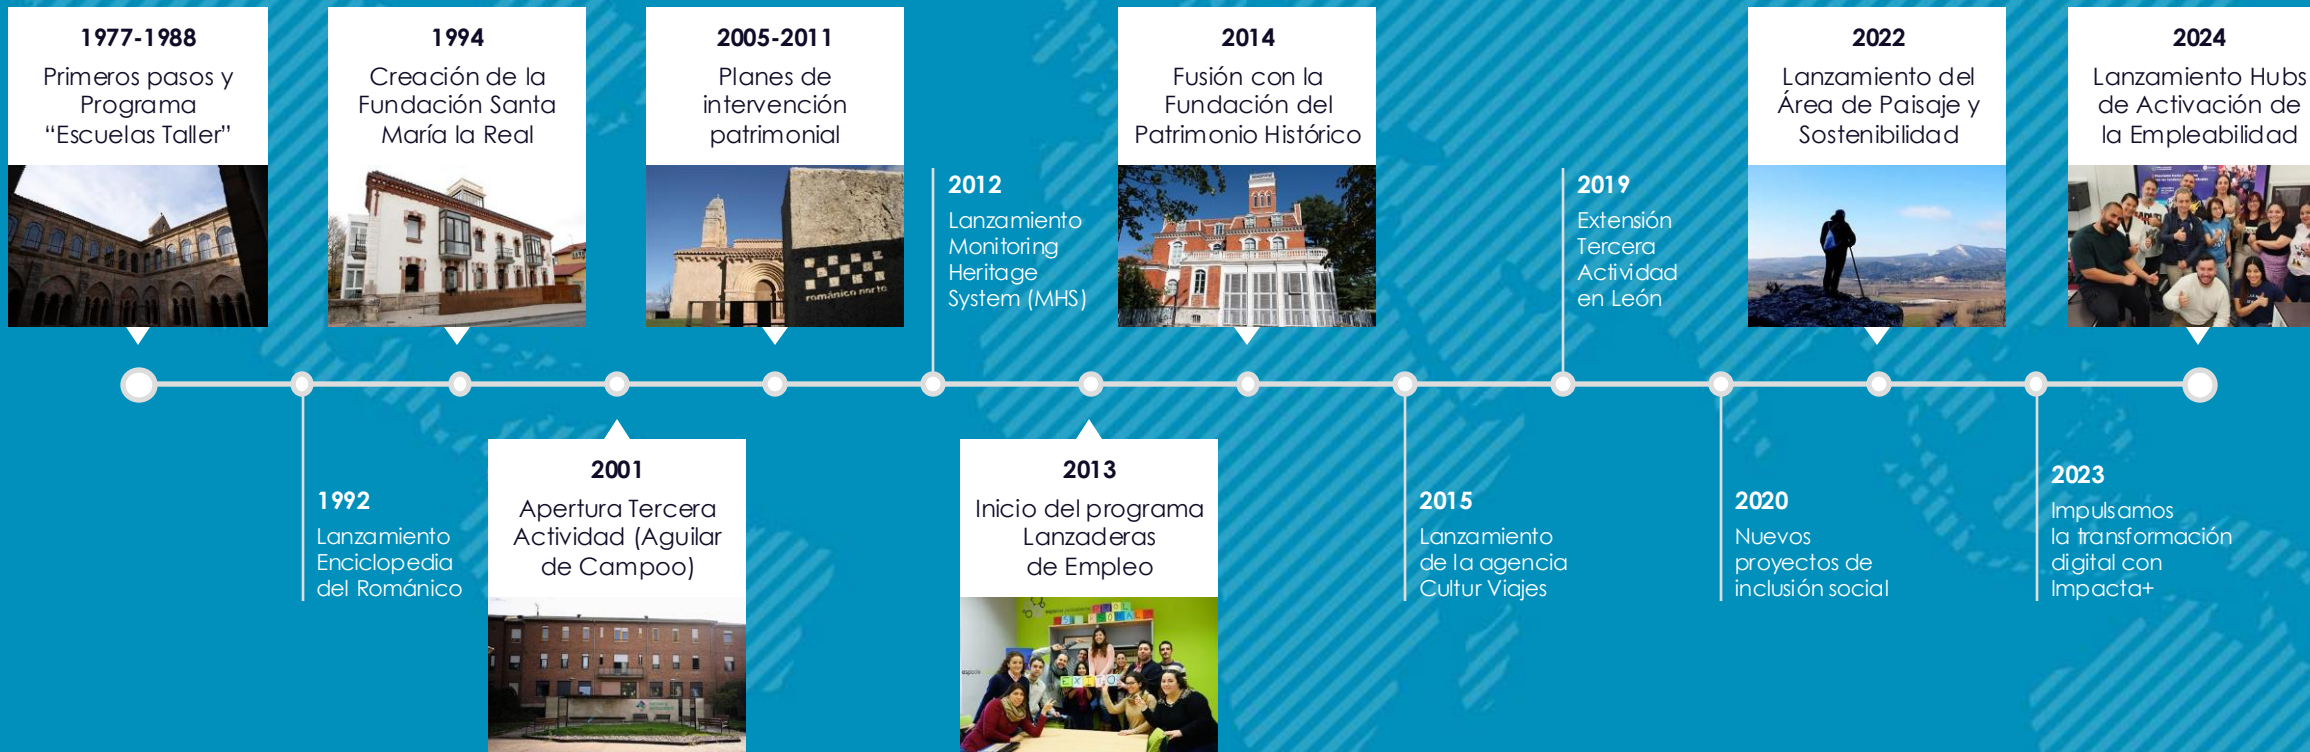 1977-1988
Primeros pasos y
Programa
“Escuelas Taller”
1992
Lanzamiento
Enciclopedia
del Románico
1994
Creación de la
Fundación Santa
María la Real
2001
Apertura Tercera
Actividad (Aguilar
de Campoo)
2005-2011
Planes de
intervención
patrimonial
románico norte
2012
Lanzamiento
Monitoring
Heritage
System (MHS)
2013
Inicio del programa
Lanzaderas
de Empleo
EXITO
2014
Fusión con la
Fundación del
Patrimonio Histórico
2015
Lanzamiento
de la agencia
Cultur Viajes
2019
Extensión
Tercera
Actividad
en León
2020
Nuevos
proyectos de
inclusión social
2022
Lanzamiento del
Área de Paisaje y
Sostenibilidad
2023
Impulsamos
la transformación
digital con
Impacta+
2024
Lanzamiento Hubs
de Activación de
la Empleabilidad